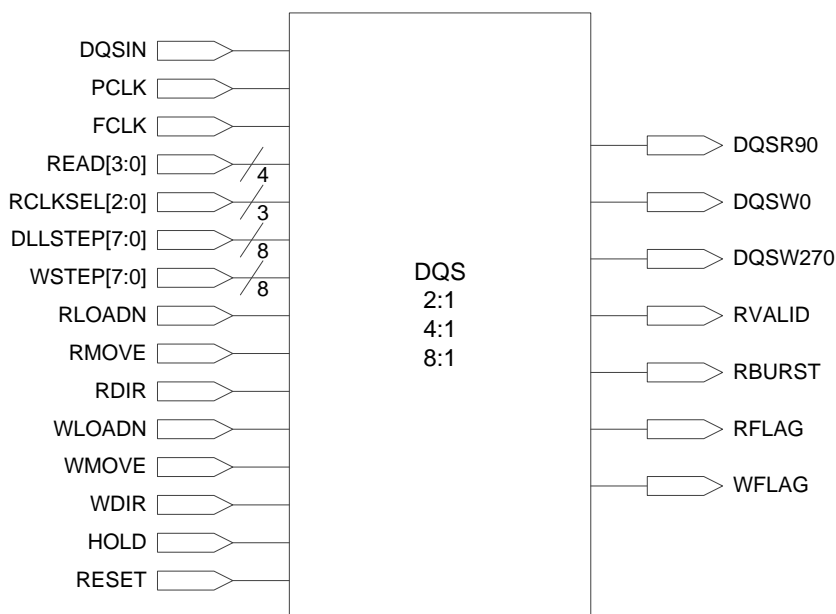 DQSIN
PCLK
FCLK
READ[3:0]
4
RCLKSEL[2:0]
3
DLLSTEP[7:0]
8
WSTEP[7:0]
8
RLOADN
RMOVE
RDIR
WLOADN
WMOVE
WDIR
HOLD
RESET
DQS
2:1
4:1
8:1
DQSR90
DQSW0
DQSW270
RVALID
RBURST
RFLAG
WFLAG